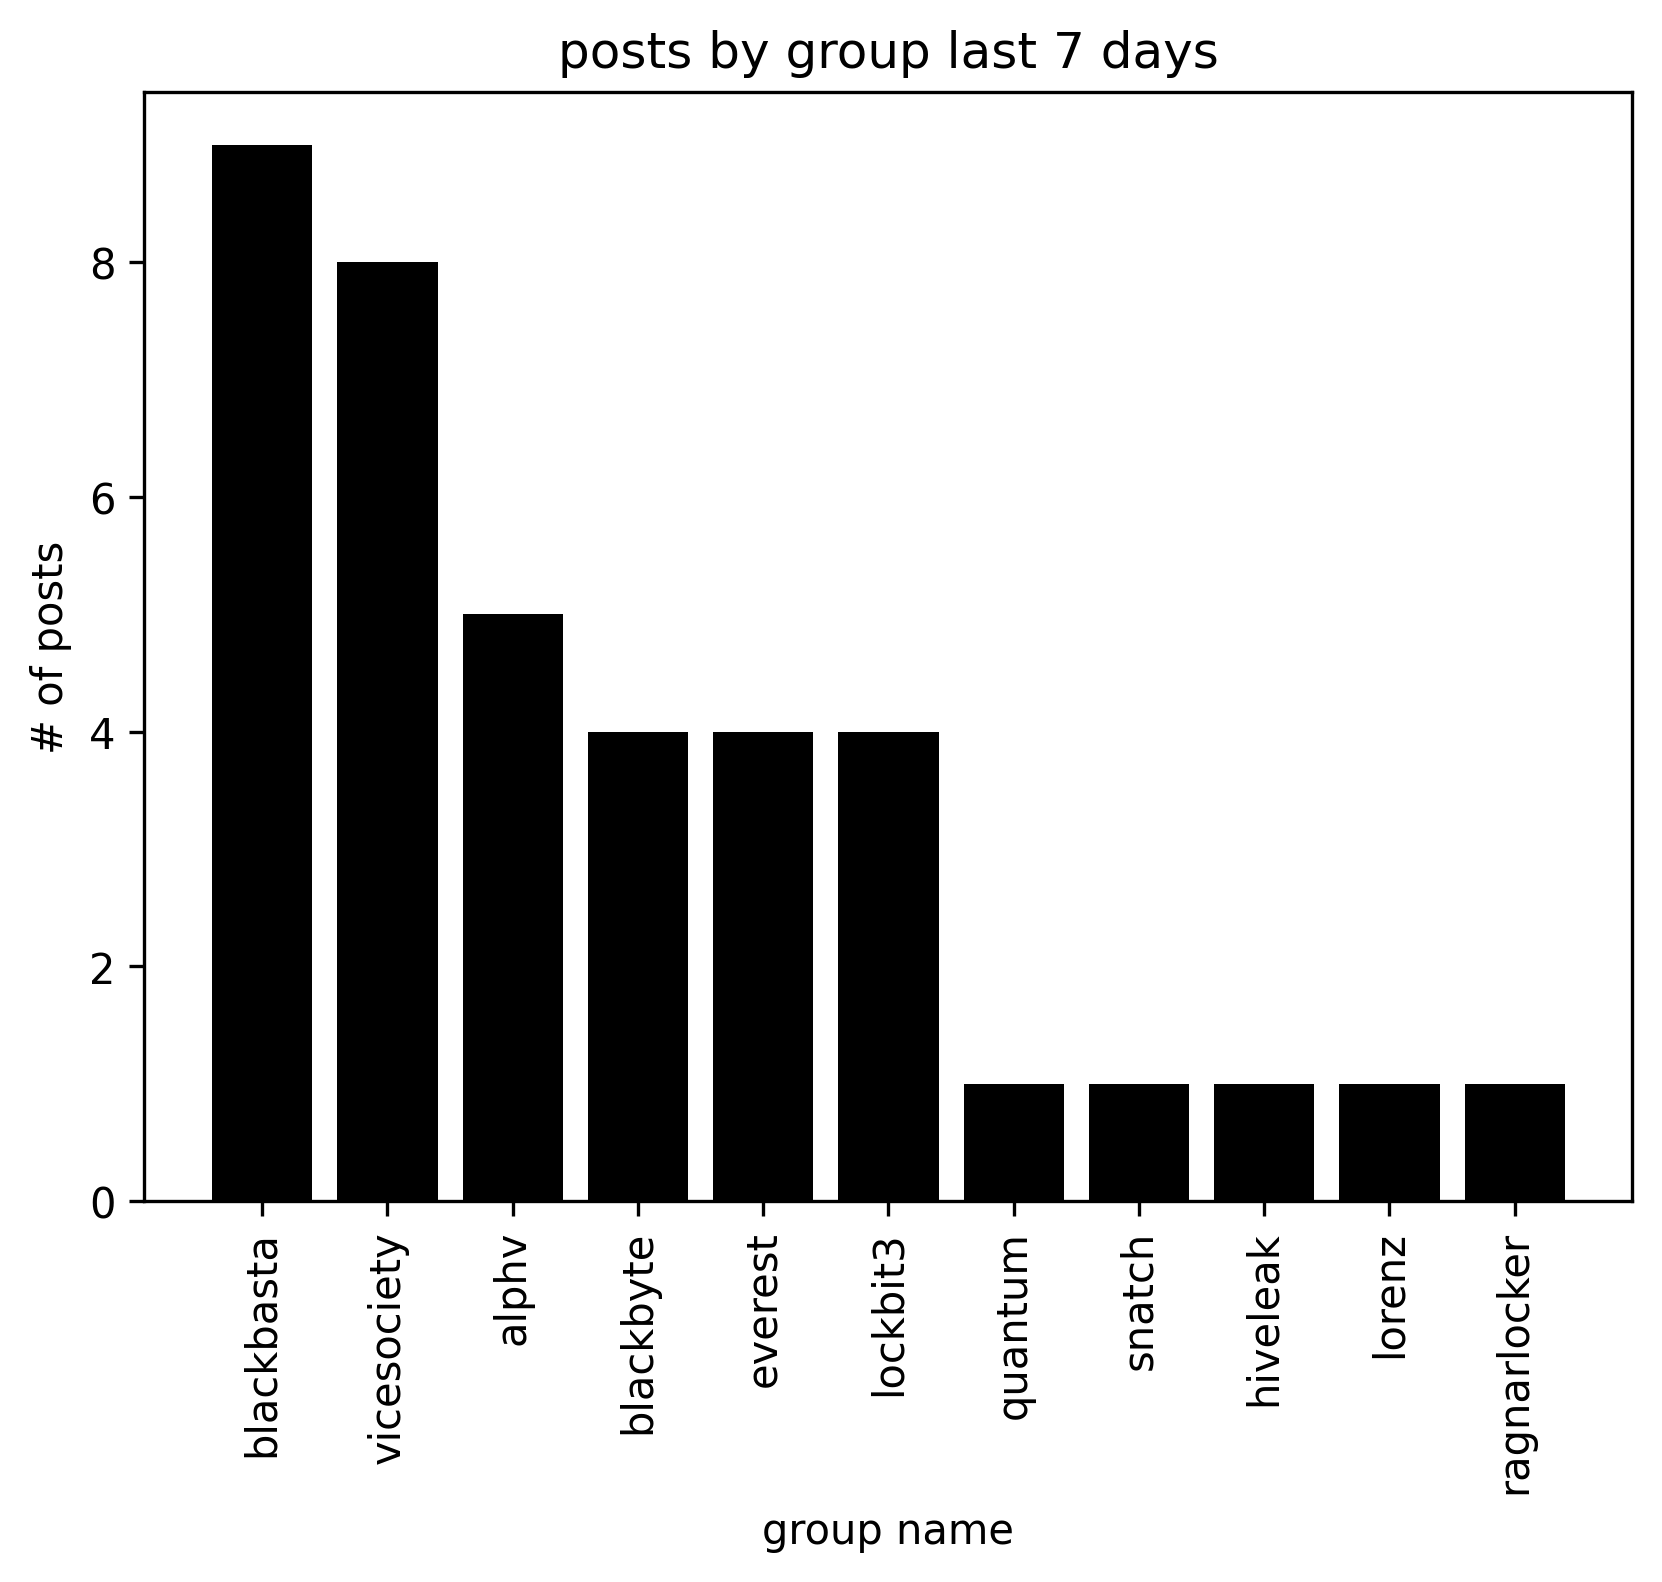 posts by group last 7 days
# of posts
8
6
4
2
0
blackbasta
vicesociety
alphv
blackbyte
everest
lockbit3
quantum
snatch
hiveleak
lorenz
ragnarlocker
group name